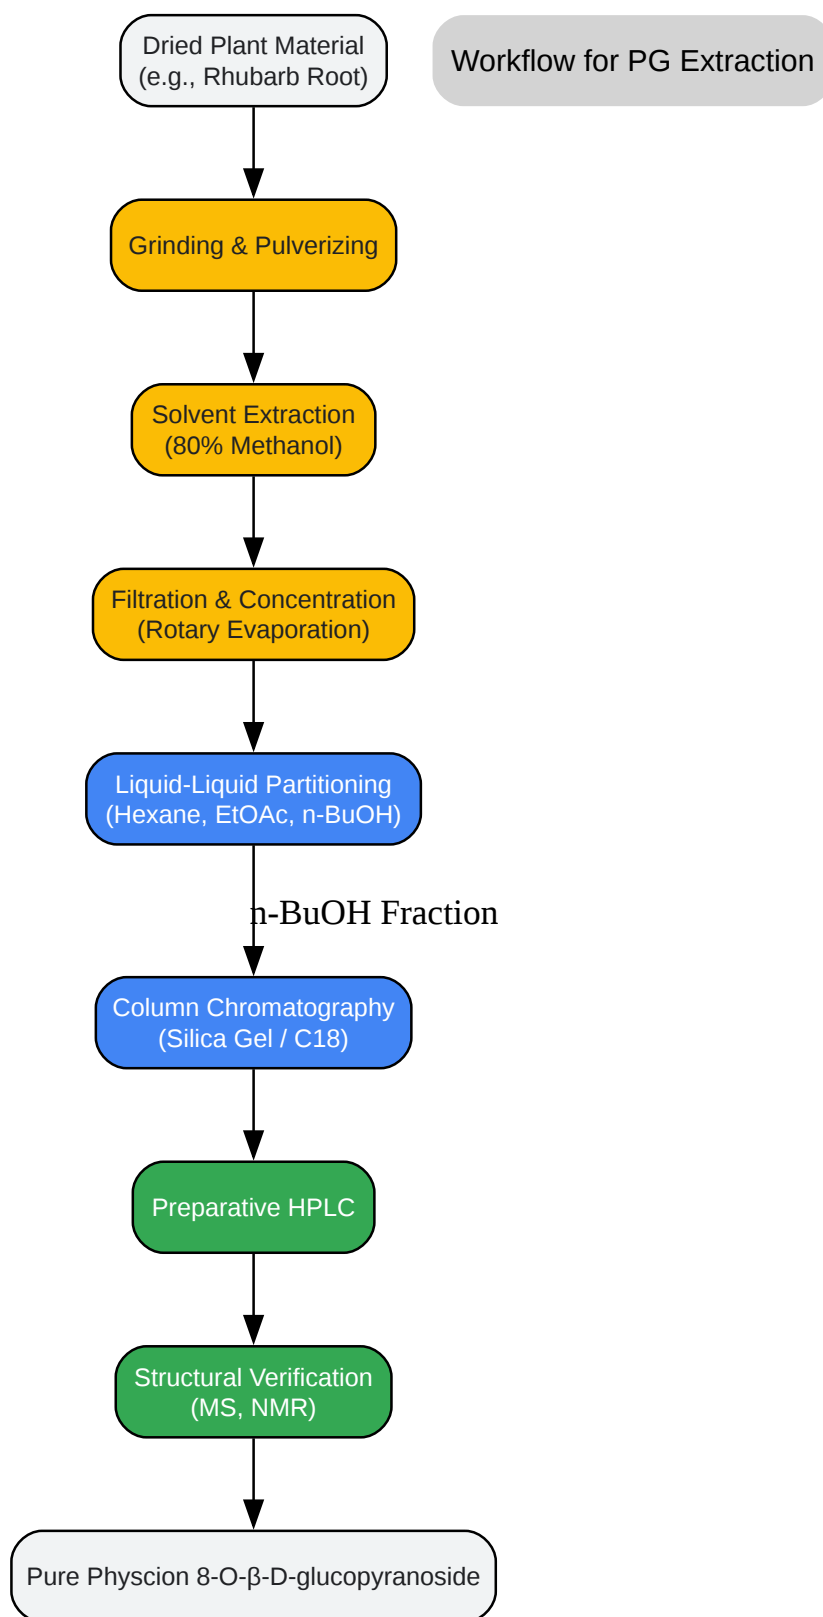 Dried Plant Material
(e.g., Rhubarb Root)
Workflow for PG Extraction
Grinding & Pulverizing
Solvent Extraction
(80% Methanol)
Filtration & Concentration
(Rotary Evaporation)
Liquid-Liquid Partitioning
(Hexane, EtOAc, n-BuOH)
n-BuOH Fraction
Column Chromatography
(Silica Gel / C18)
Preparative HPLC
Structural Verification
(MS, NMR)
Pure Physcion 8-O-β-D-glucopyranoside